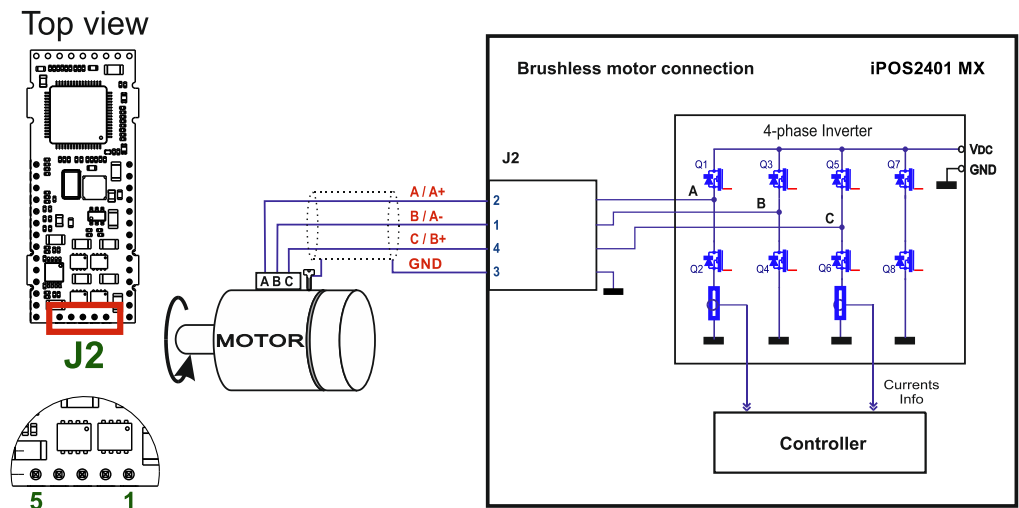 Top view
J2
5 1
MOTOR
A B C
A / A+
B / A-
C / B+
GND
Brushless motor connection iPOS2401 MX
J2
2
1
4
3
4-phase Inverter
VDC
GND
Q1 Q3 Q5 Q7
A
B
C
Q2 Q4 Q6 Q8
Currents
Info
Controller